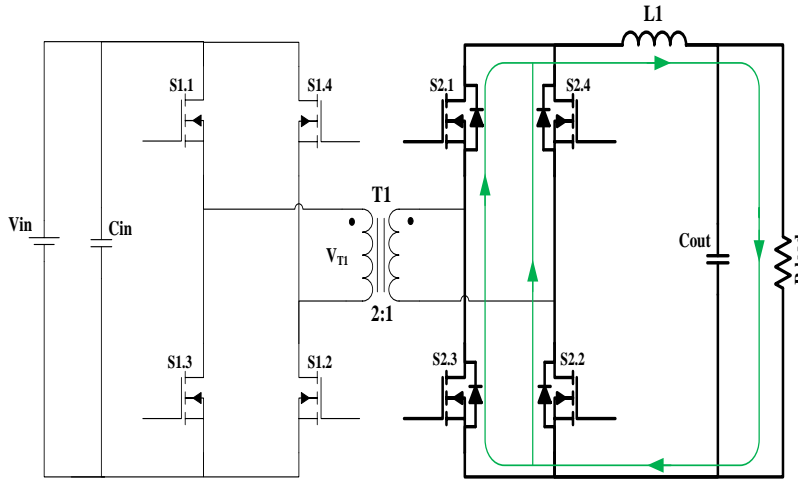 L1
S1.1
S1.4
S2.1
S2.4
T1
Vin
Cin
VT1
Cout
2:1
S1.3
S1.2
S2.3
S2.2